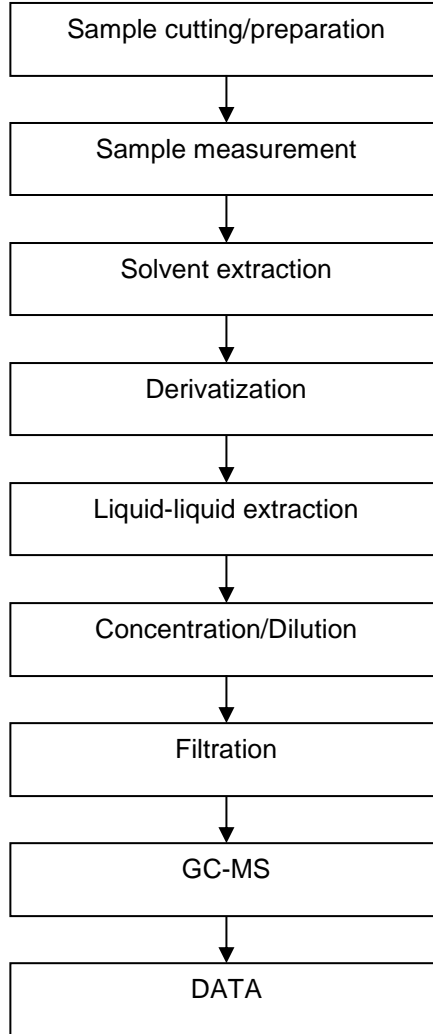 Sample cutting/preparation
Sample measurement
Solvent extraction
Derivatization
Liquid-liquid extraction
Concentration/Dilution
Filtration
GC-MS
DATA